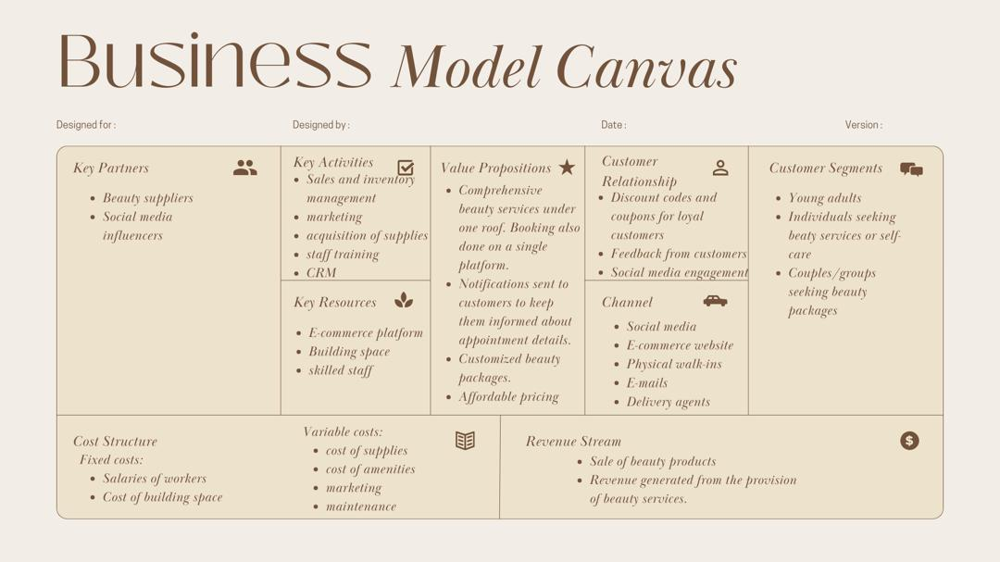 Business Model Canvas
Designed for :
Designed by :
Date :
Version :
Key Partners
• Beauty suppliers
• Social media
influencers
Key Activities
• Sales and inventory
management
• marketing
• acquisition of supplies
• staff training
• CRM
Key Resources
• E-commerce platform
• Building space
• skilled staff
Value Propositions
• Comprehensive
beauty services under
one roof. Booking also
done on a single
platform.
• Notifications sent to
customers to keep
them informed about
appointment details.
• Customized beauty
packages.
• Affordable pricing
Customer
Relationship
• Discount codes and
coupons for loyal
customers
• Feedback from customers
• Social media engagement
Channel
• Social media
• E-commerce website
• Physical walk-ins
• E-mails
• Delivery agents
Customer Segments
• Young adults
• Individuals seeking
beaty services or self-
care
• Couples/groups
seeking beauty
packages
Cost Structure
Fixed costs:
• Salaries of workers
• Cost of building space
Variable costs:
• cost of supplies
• cost of amenities
• marketing
• maintenance
Revenue Stream
• Sale of beauty products
• Revenue generated from the provision
of beauty services.
$